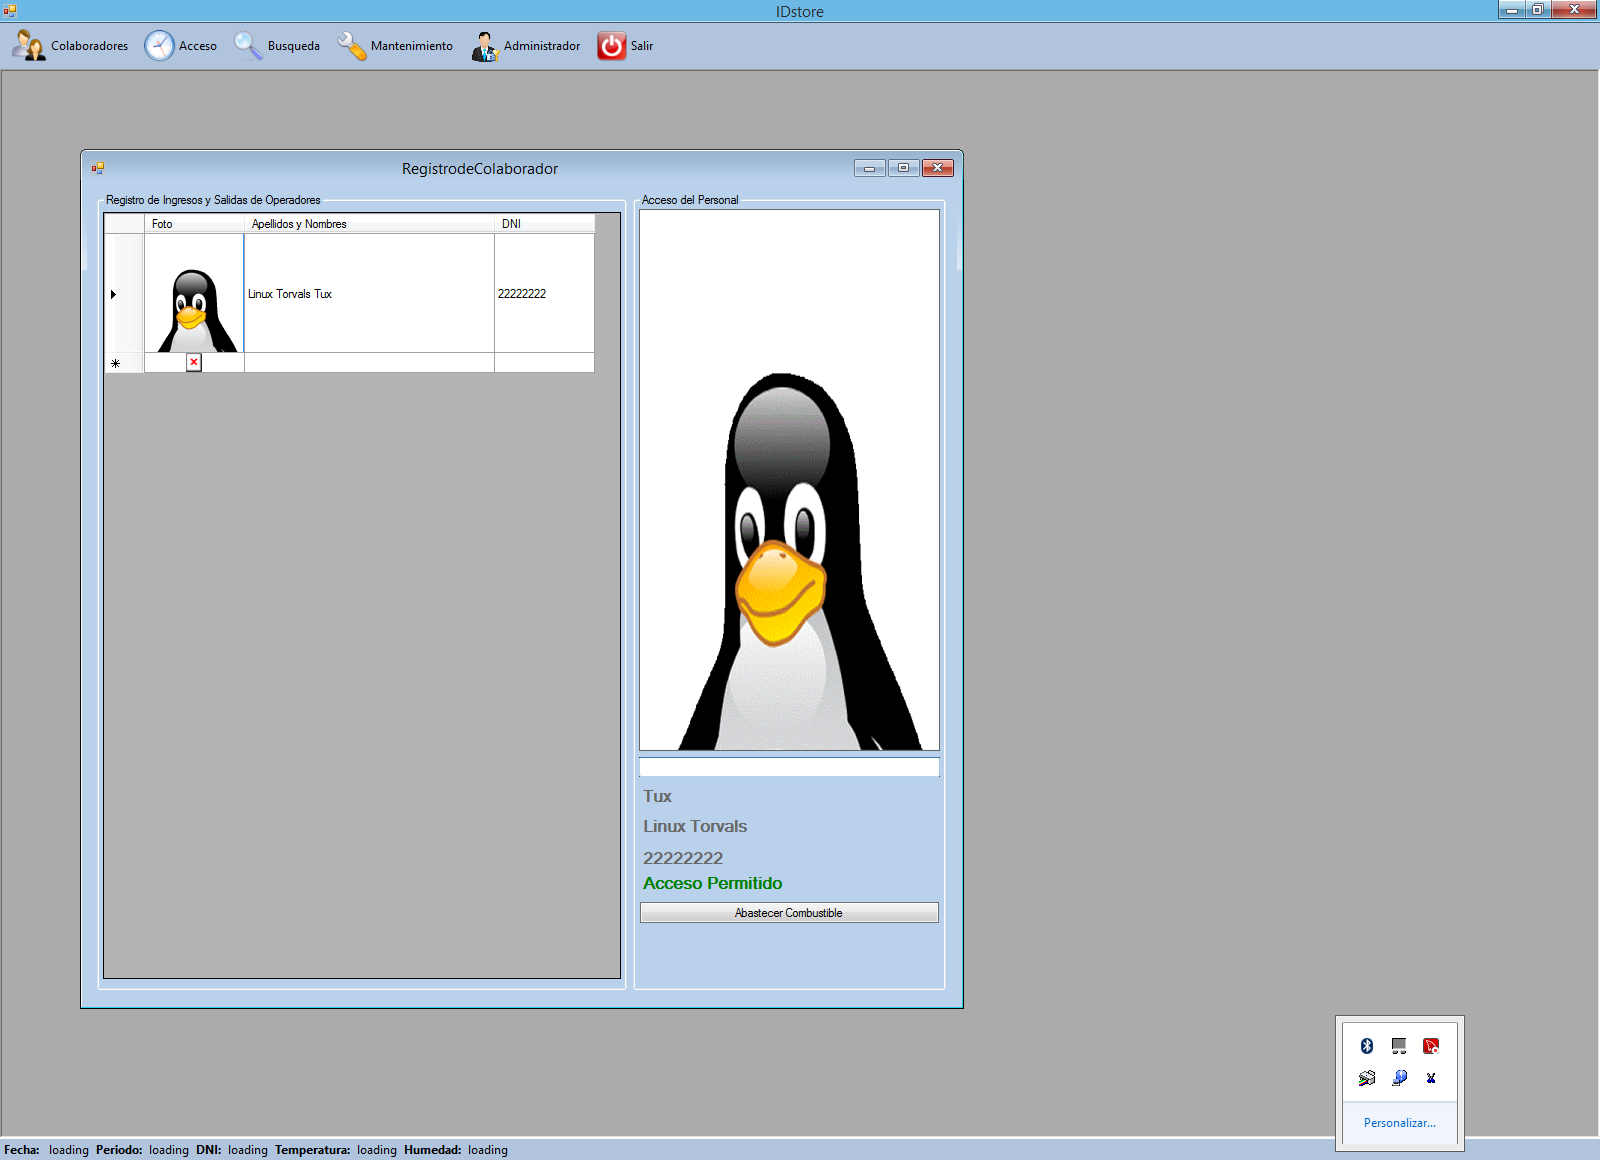 IDstore
Colaboradores Acceso Busqueda Mantenimiento Administrador Salir
RegistrodeColaborador
Registro de Ingresos y Salidas de Operadores
Foto Apellidos y Nombres DNI
Linux Torvals Tux 22222222
Acceso del Personal
Tux
Linux Torvals
22222222
Acceso Permitido
Abastecer Combustible
Personalizar...
Fecha: loading Periodo: loading DNI: loading Temperatura: loading Humedad: loading